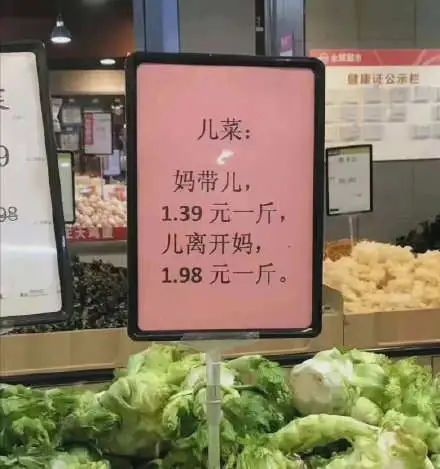 儿菜：
妈带儿，
1.39 元一斤，
儿离开妈，
1.98 元一斤。
健康证公示栏